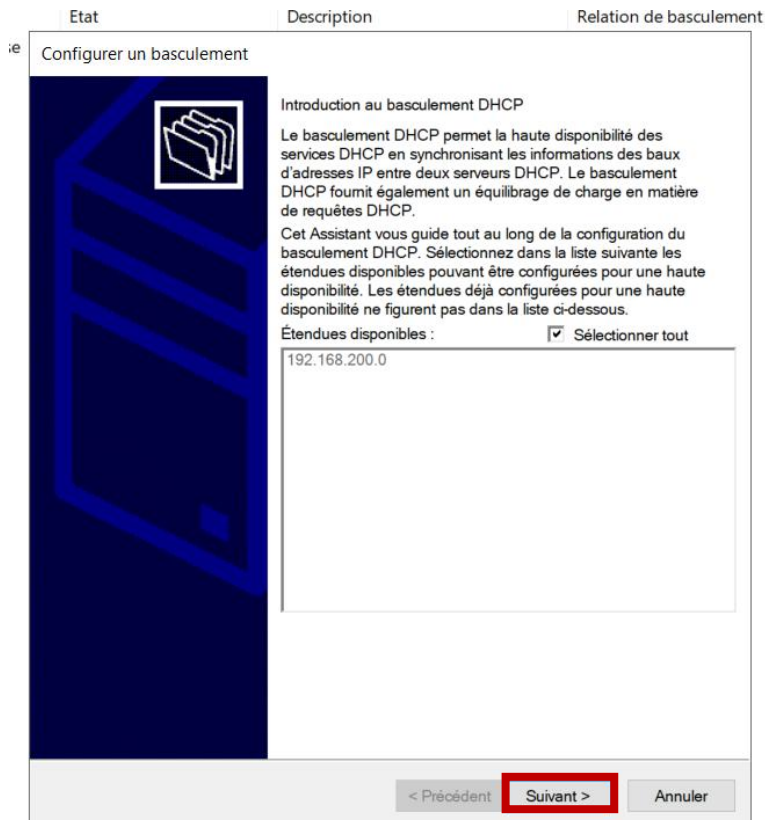 Etat Description Relation de basculement
se
Configurer un basculement
Introduction au basculement DHCP
Le basculement DHCP permet la haute disponibilité des
services DHCP en synchronisant les informations des baux
d'adresses IP entre deux serveurs DHCP. Le basculement
DHCP fournit également un équilibrage de charge en matière
de requêtes DHCP.
Cet Assistant vous guide tout au long de la configuration du
basculement DHCP. Sélectionnez dans la liste suivante les
étendues disponibles pouvant être configurées pour une haute
disponibilité. Les étendues déjà configurées pour une haute
disponibilité ne figurent pas dans la liste ci-dessous.
Étendues disponibles : Sélectionner tout
192.168.200.0
< Précédent Suivant > Annuler